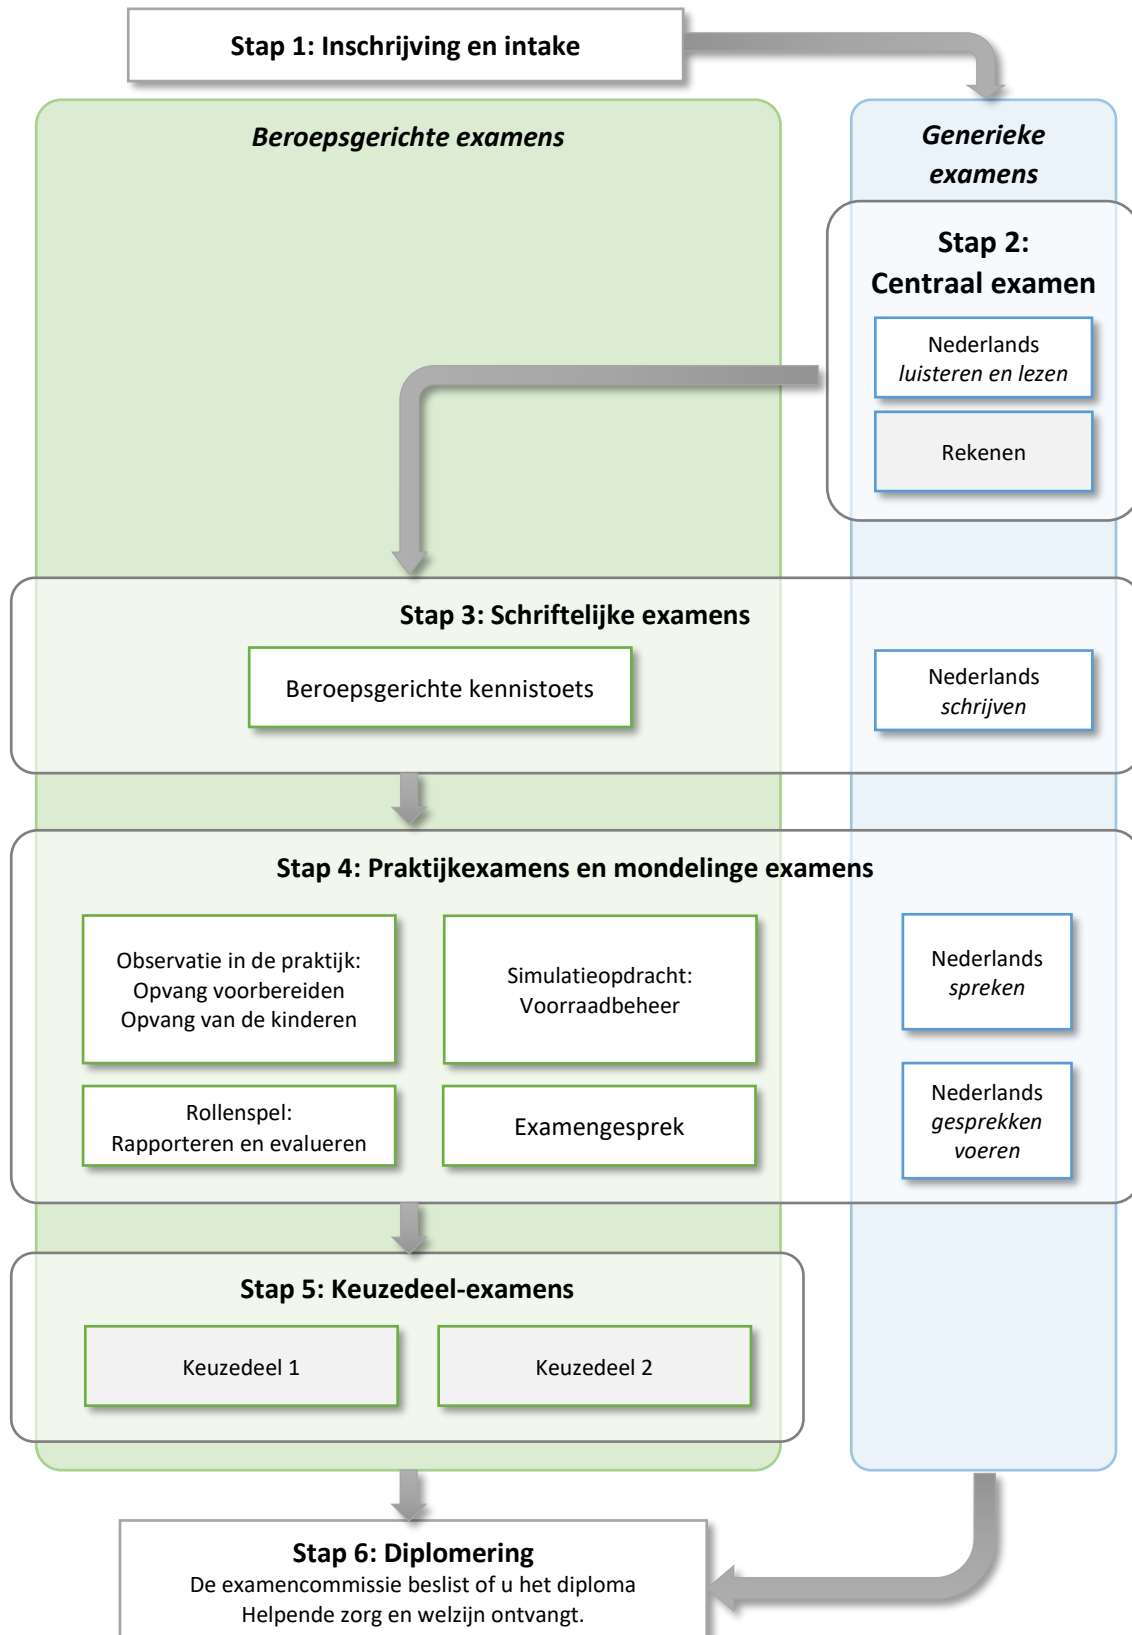 Stap 1: Inschrijving en intake
Beroepsgerichte examens
Generieke
examens
Stap 2:
Centraal examen
Nederlands
luisteren en lezen
Rekenen
Stap 3: Schriftelijke examens
Beroepsgerichte kennistoets
Nederlands
schrijven
Stap 4: Praktijkexamens en mondelinge examens
Observatie in de praktijk:
Opvang voorbereiden
Opvang van de kinderen
Simulatieopdracht:
Voorraadbeheer
Nederlands
spreken
Rollenspel:
Rapporteren en evalueren
Examengesprek
Nederlands
gesprekken
voeren
Stap 5: Keuzedeel-examens
Keuzedeel 1
Keuzedeel 2
Stap 6: Diplomering
De examencommissie beslist of u het diploma
Helpende zorg en welzijn ontvangt.